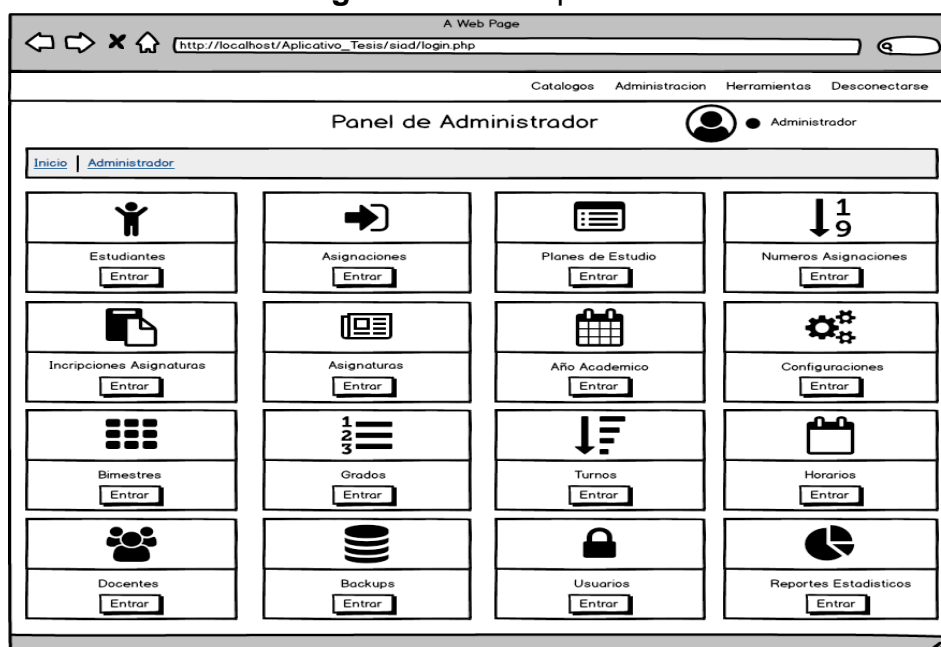 A Web Page
http://localhost/Aplicativo_Tesis/siad/login.php
Catalogos Administracion Herramientas Desconectarse
Panel de Administrador
Administrador
Inicio Administrador
Estudiantes Asignaciones Planes de Estudio Numeros Asignaciones
Entrar Entrar Entrar Entrar
Incripciones Asignaturas Asignaturas Año Academico Configuraciones
Entrar Entrar Entrar Entrar
Bimestres Grados Turnos Horarios
Entrar Entrar Entrar Entrar
Docentes Backups Usuarios Reportes Estadisticos
Entrar Entrar Entrar Entrar